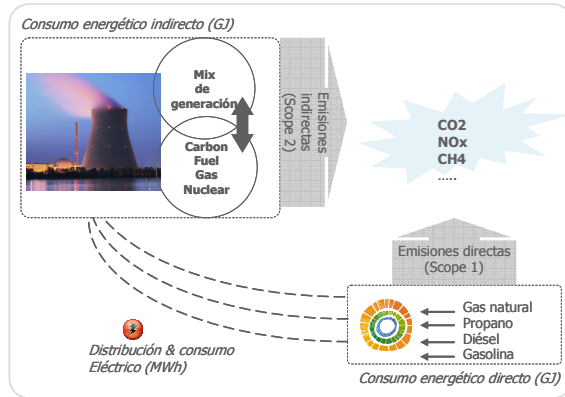 Consumo energético indirecto (GJ)
Mix
de
generación
Carbon
Fuel
Gas
Nuclear
Emisiones
indirectas
(Scope 2)
CO2
NOx
CH4
.....
Emisiones directas
(Scope 1)
Gas natural
Propano
Diésel
Gasolina
Consumo energético directo (GJ)
Distribución & consumo
Eléctrico (MWh)